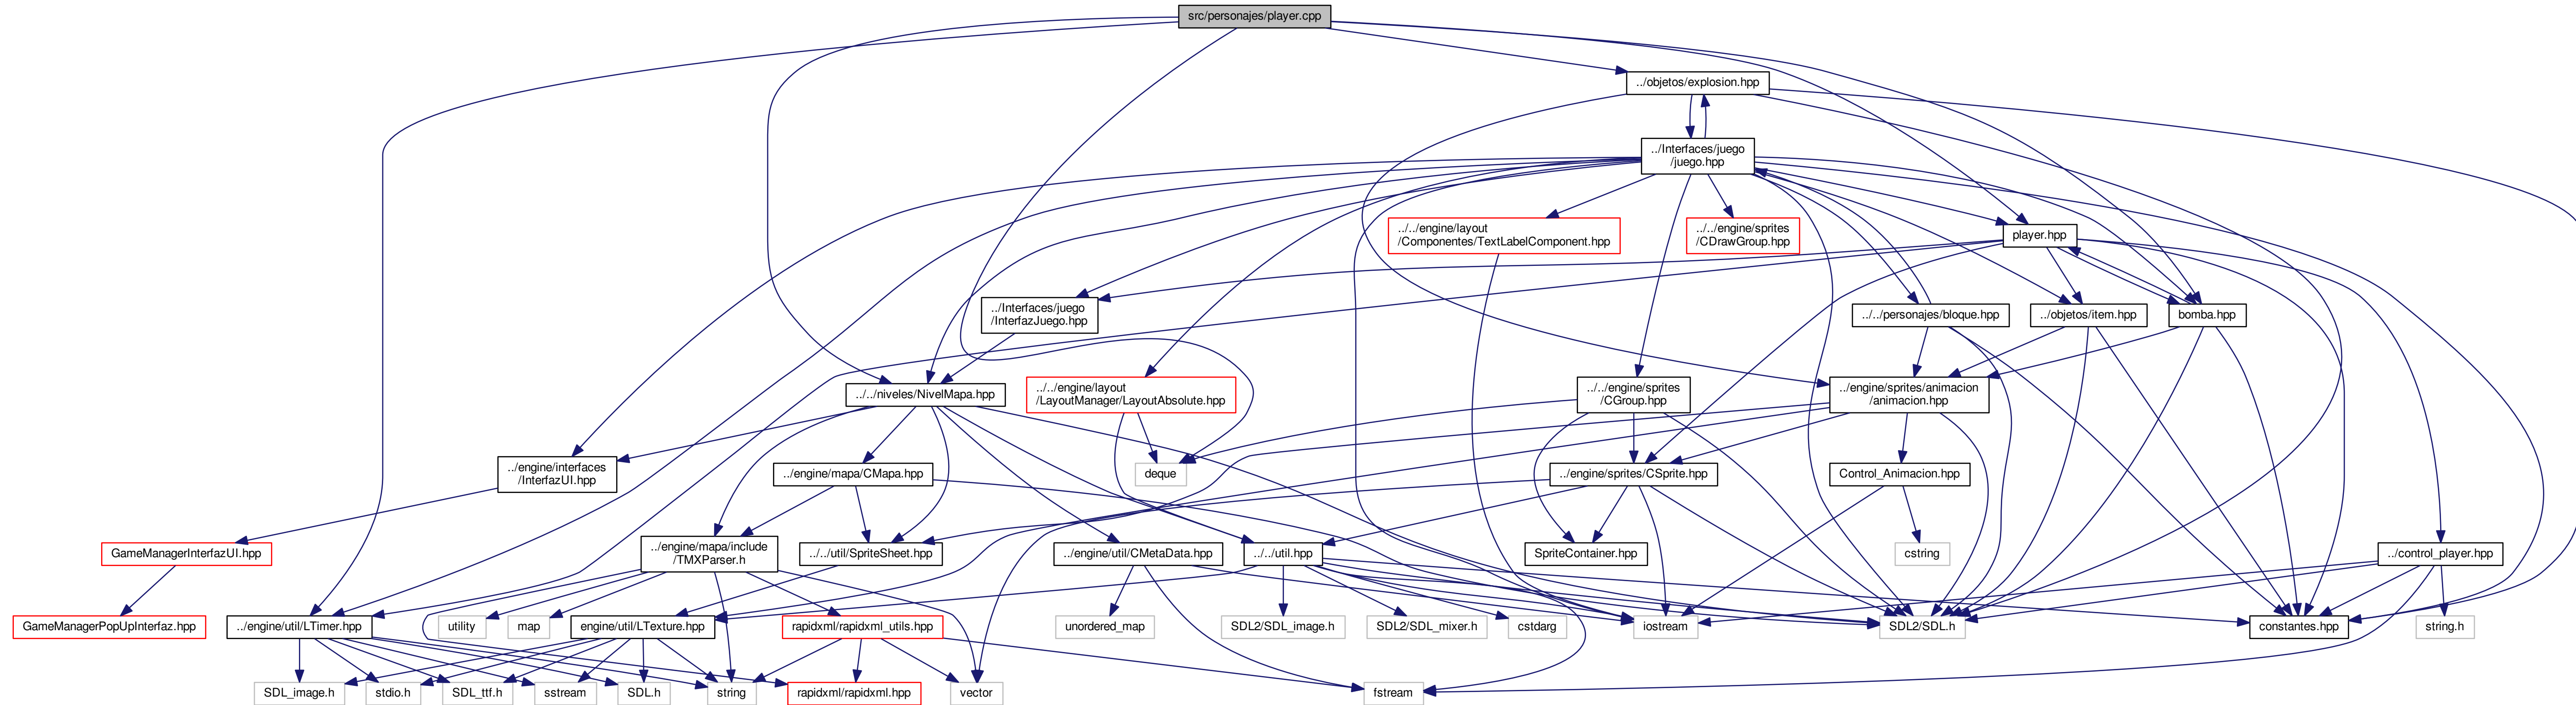 src/personajes/player.cpp
../objetos/explosion.hpp
../Interfaces/juego
/juego.hpp
../../engine/layout
/Componentes/TextLabelComponent.hpp
../../engine/sprites
/CDrawGroup.hpp
player.hpp
../Interfaces/juego
/InterfazJuego.hpp
../../personajes/bloque.hpp
../objetos/item.hpp
bomba.hpp
../../niveles/NivelMapa.hpp
../../engine/layout
/LayoutManager/LayoutAbsolute.hpp
../../engine/sprites
/CGroup.hpp
../engine/sprites/animacion
/animacion.hpp
../engine/interfaces
/InterfazUI.hpp
../engine/mapa/CMapa.hpp
deque
../engine/sprites/CSprite.hpp
Control_Animacion.hpp
GameManagerInterfazUI.hpp
../engine/mapa/include
/TMXParser.h
../../util/SpriteSheet.hpp
../engine/util/CMetaData.hpp
../../util.hpp
SpriteContainer.hpp
cstring
../control_player.hpp
GameManagerPopUpInterfaz.hpp
../engine/util/LTimer.hpp
utility
map
engine/util/LTexture.hpp
rapidxml/rapidxml_utils.hpp
unordered_map
SDL2/SDL_image.h
SDL2/SDL_mixer.h
cstdarg
iostream
SDL2/SDL.h
constantes.hpp
string.h
SDL_image.h
stdio.h
SDL_ttf.h
sstream
SDL.h
string
rapidxml/rapidxml.hpp
vector
fstream